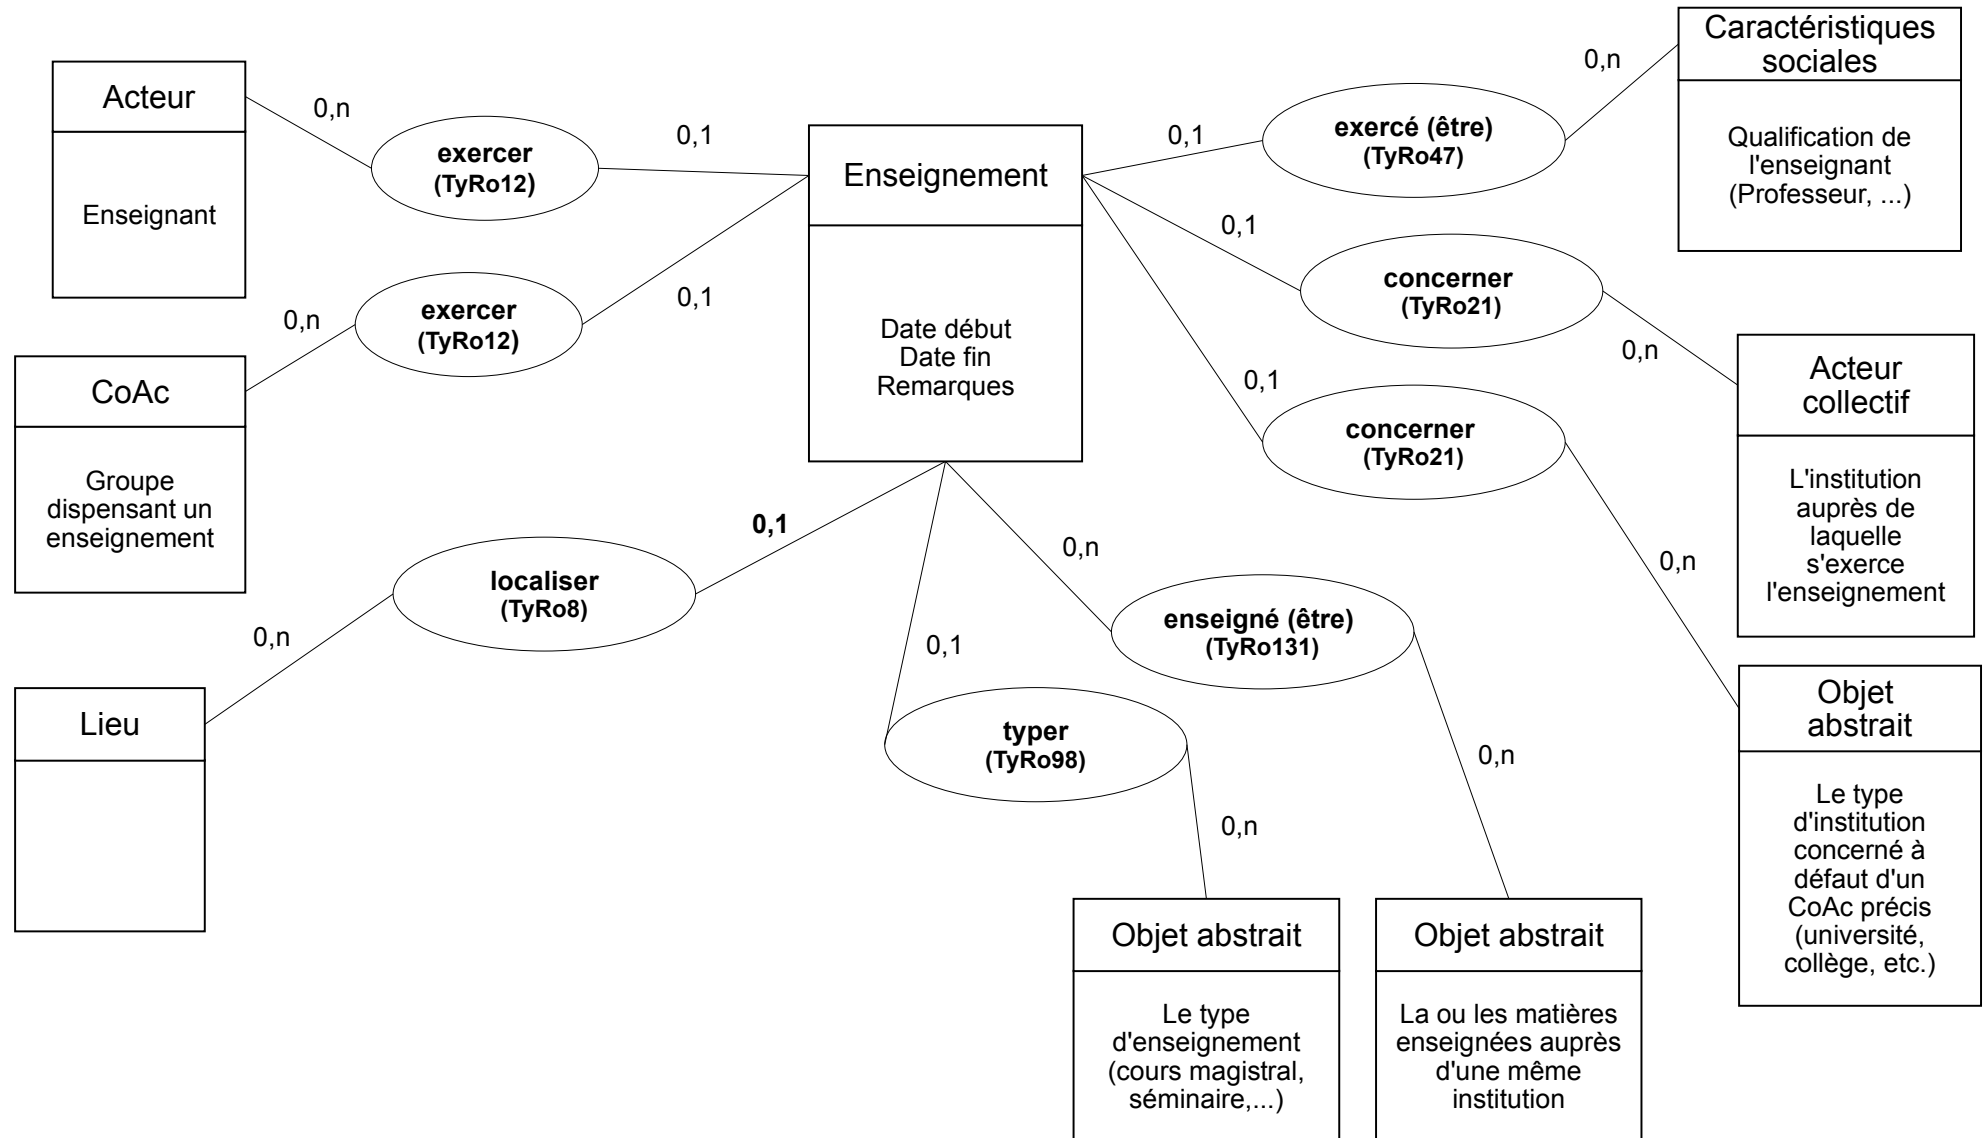 Acteur
Enseignant
0,n
exercer
(TyRo12)
0,1
CoAc
Groupe
dispensant un
enseignement
0,n
exercer
(TyRo12)
0,1
Lieu
0,n
localiser
(TyRo8)
0,1
Enseignement
Date début
Date fin
Remarques
0,1
exercé (être)
(TyRo47)
0,n
Caractéristiques
sociales
Qualification de
l'enseignant
(Professeur, ...)
0,1
concerner
(TyRo21)
0,n
Acteur
collectif
L'institution
auprès de
laquelle
s'exerce
l'enseignement
0,1
concerner
(TyRo21)
0,n
Objet
abstrait
Le type
d'institution
concerné à
défaut d'un
CoAc précis
(université,
collège, etc.)
0,n
enseigné (être)
(TyRo131)
0,n
Objet abstrait
La ou les matières
enseignées auprès
d'une même
institution
0,1
typer
(TyRo98)
0,n
Objet abstrait
Le type
d'enseignement
(cours magistral,
séminaire,...)